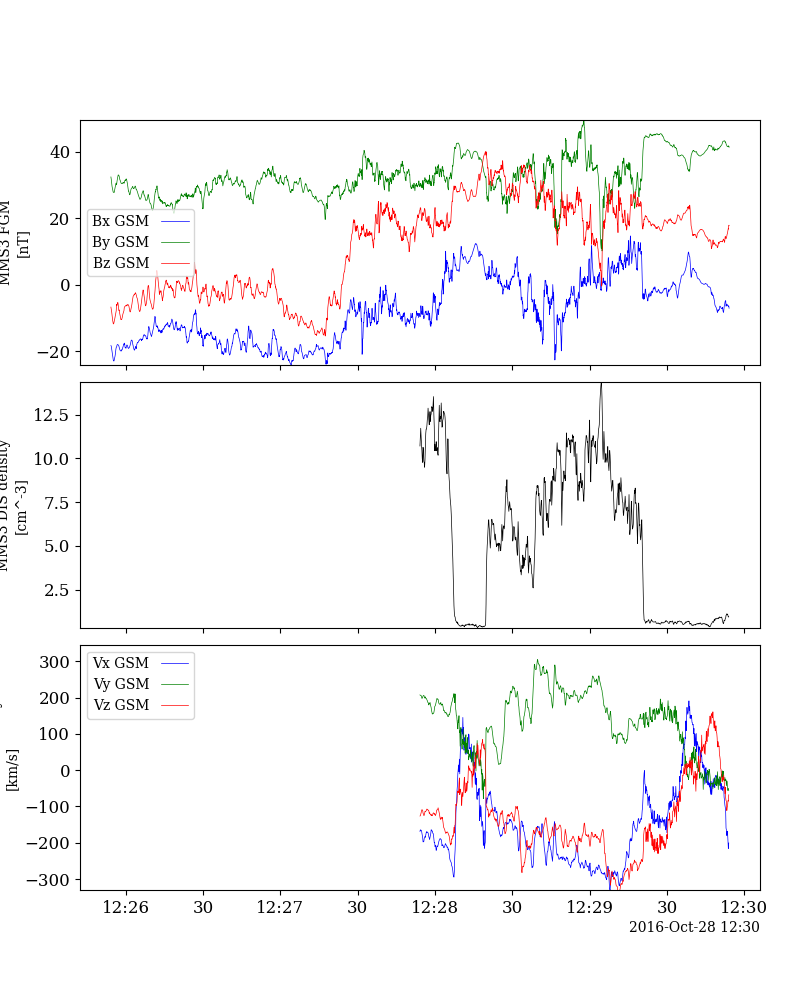 40
20
0
−20
MMS3 FGM
[nT]
Bx GSM
By GSM
Bz GSM
12.5
10.0
7.5
5.0
2.5
MMS3 DIS density
[cm^-3]
300
200
100
0
−100
−200
−300
[km/s]
Vx GSM
Vy GSM
Vz GSM
12:26 30 12:27 30 12:28 30 12:29 30 12:30
2016-Oct-28 12:30